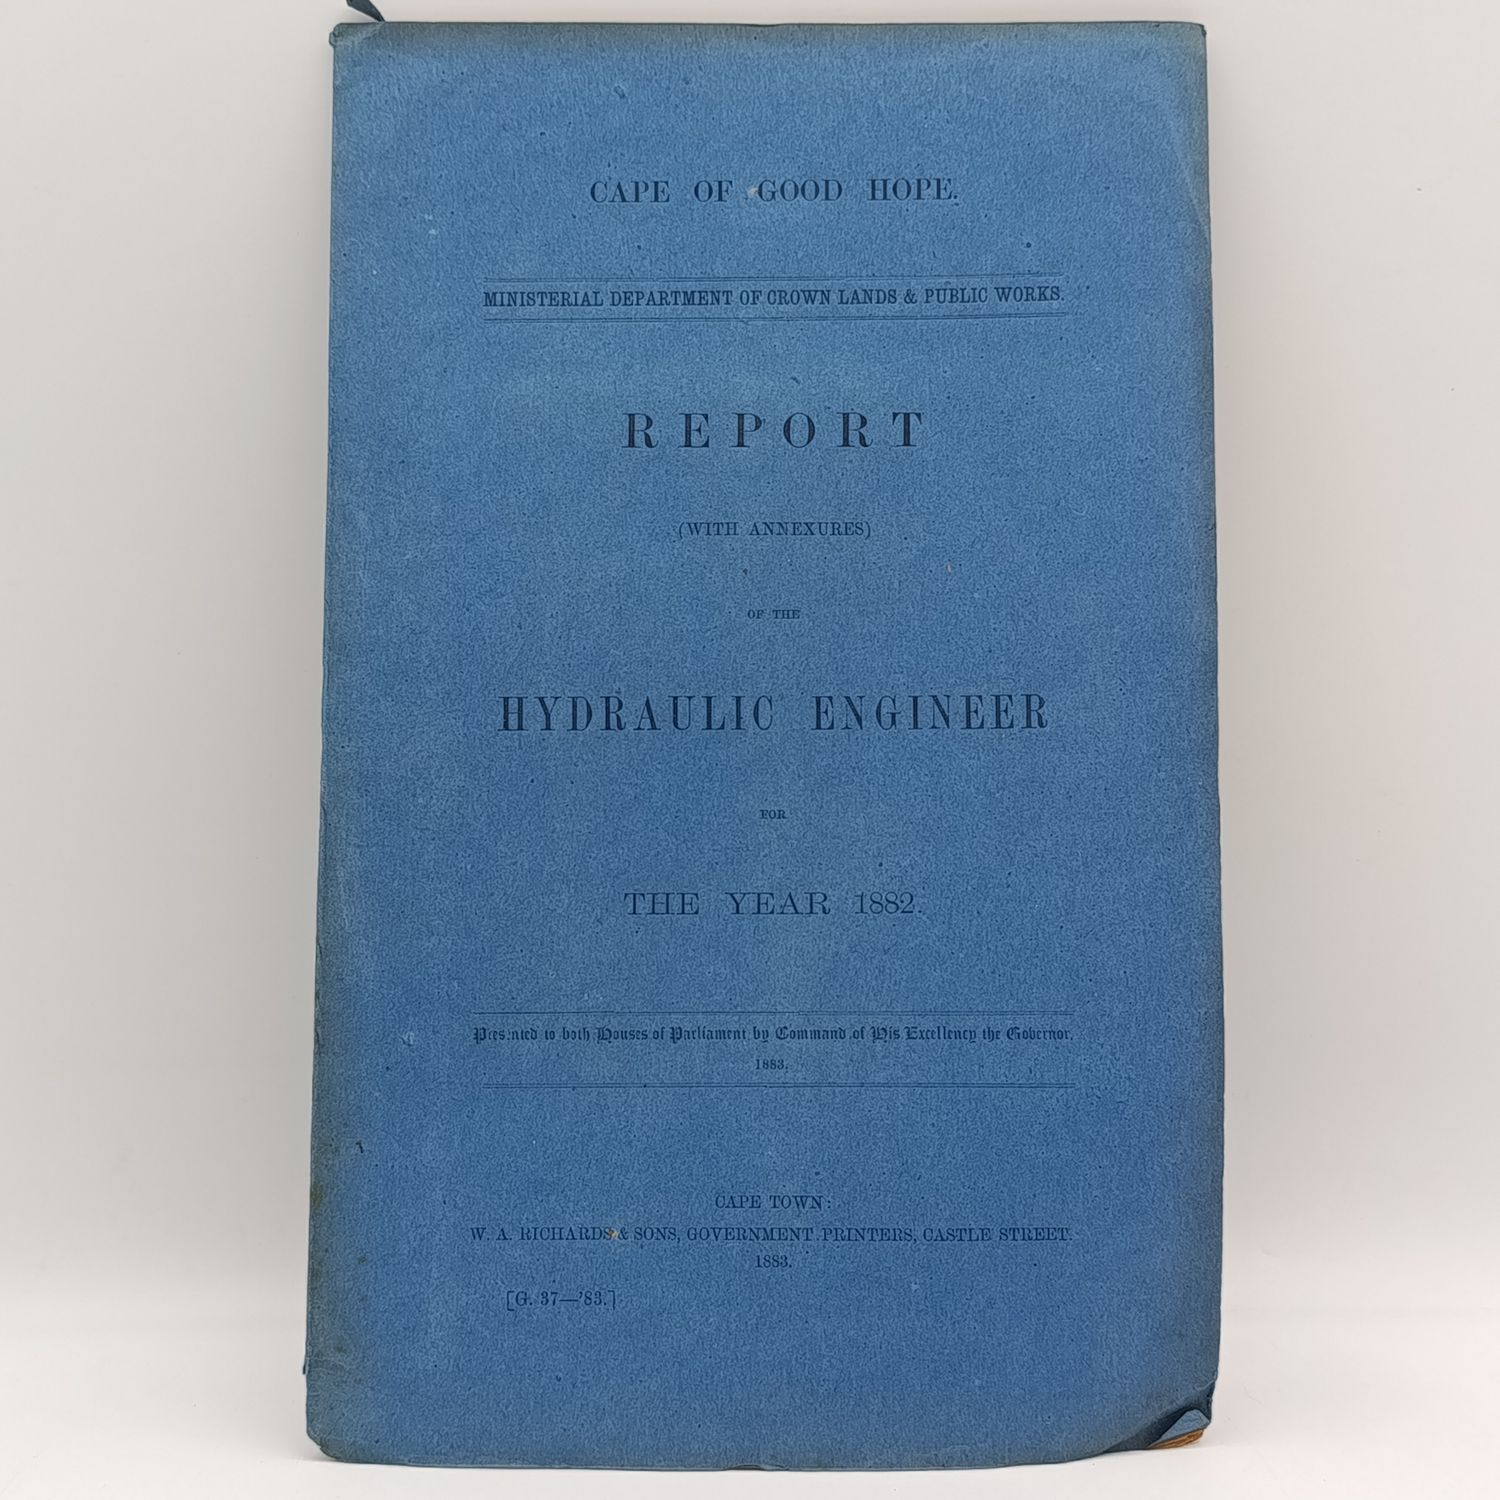 CAPE OF GOOD HOPE.
MINISTERIAL DEPARTMENT OF CROWN LANDS & PUBLIC WORKS.
REPORT
(WITH ANNEXURES)
OF THE
HYDRAULIC ENGINEER
FOR
THE YEAR 1882.
Presented to both Houses of Parliament by Command of His Excellency the Governor.
1883.
CAPE TOWN:
W. A. RICHARDS & SONS, GOVERNMENT PRINTERS, CASTLE STREET.
1883.
[G. 37—'83.]